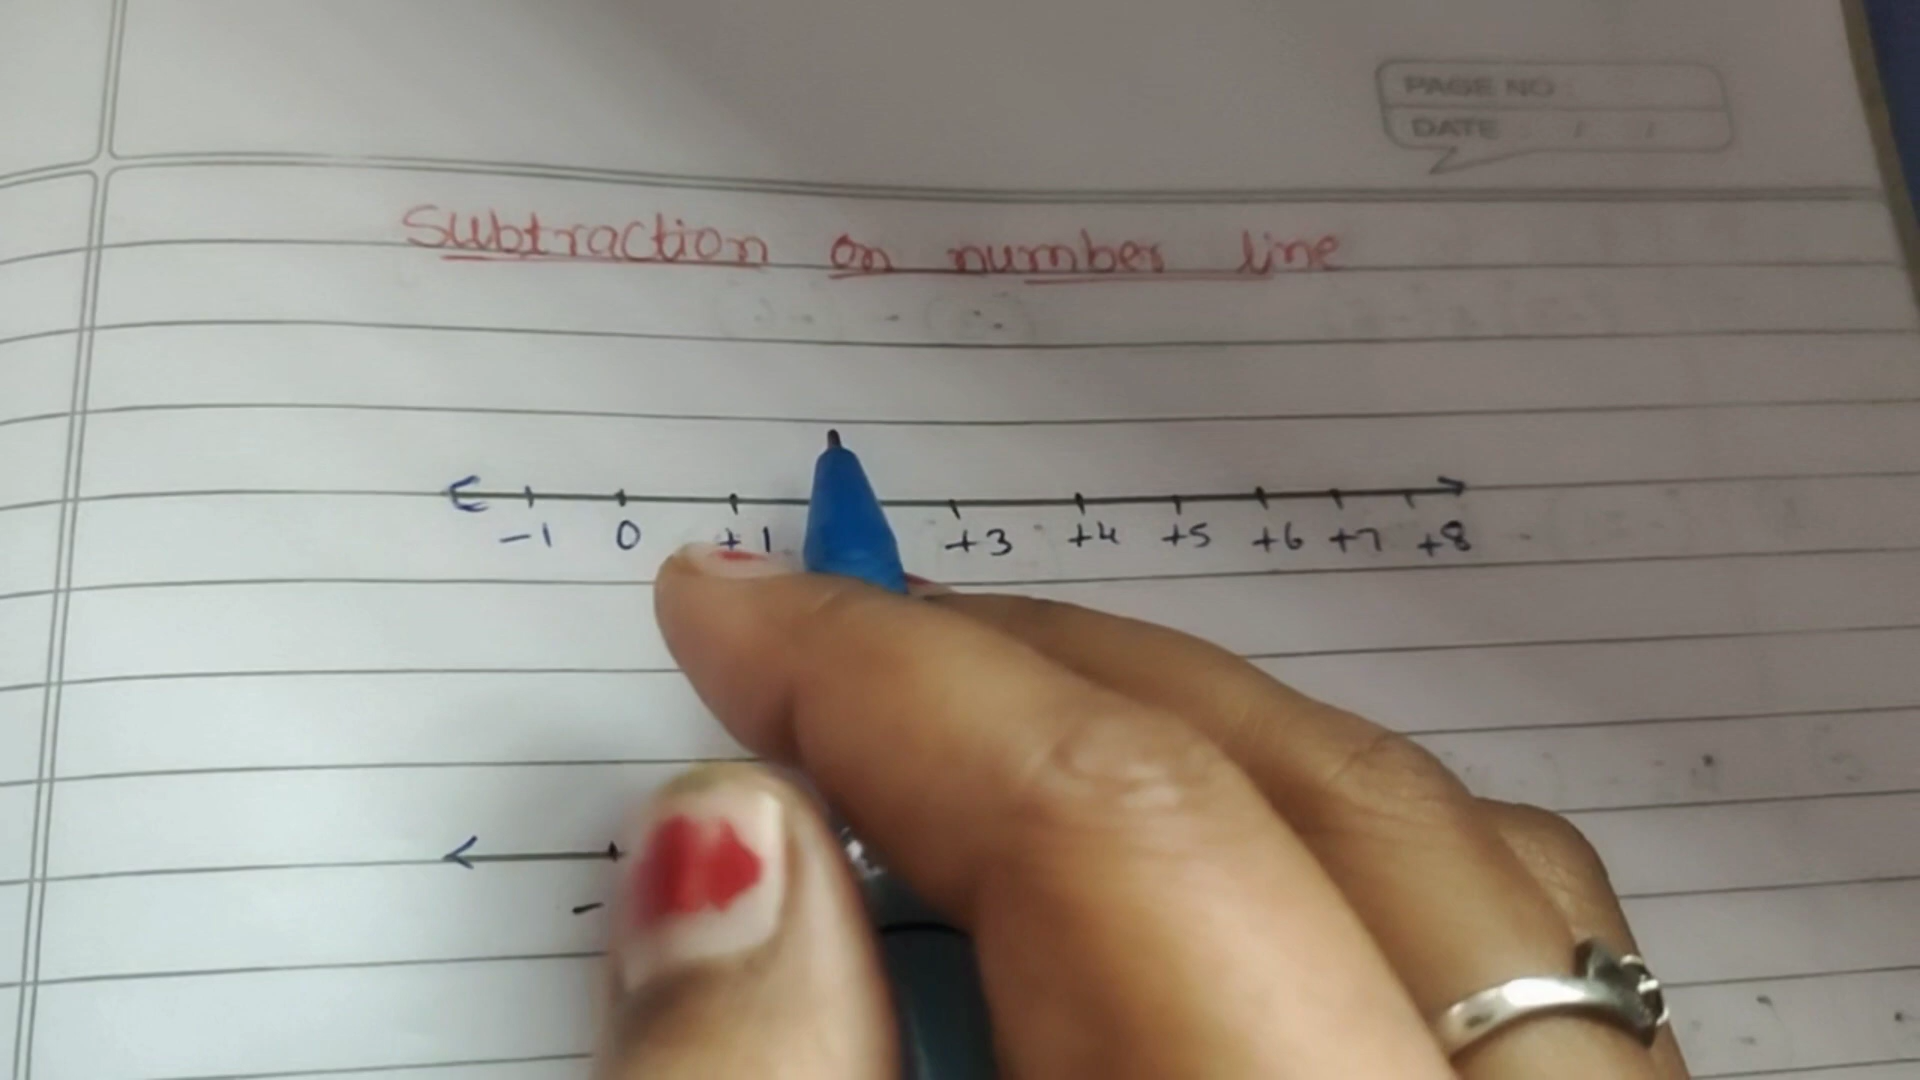 PAGE NO :
DATE : / /
Subtraction on number line
-1 0 +1 +3 +4 +5 +6 +7 +8
-